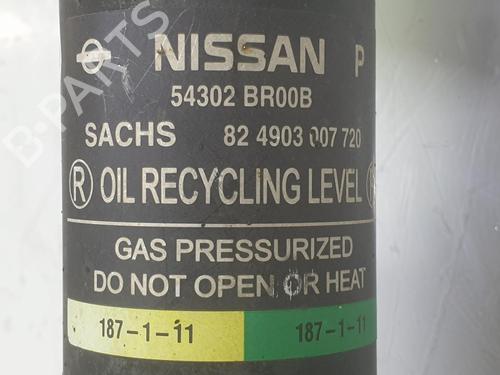 NISSAN P
54302 BR00B
SACHS 82 4903 007 720
R OIL RECYCLING LEVEL
GAS PRESSURIZED
DO NOT OPEN OR HEAT
187-1-11 187-1-11
B-PARTS